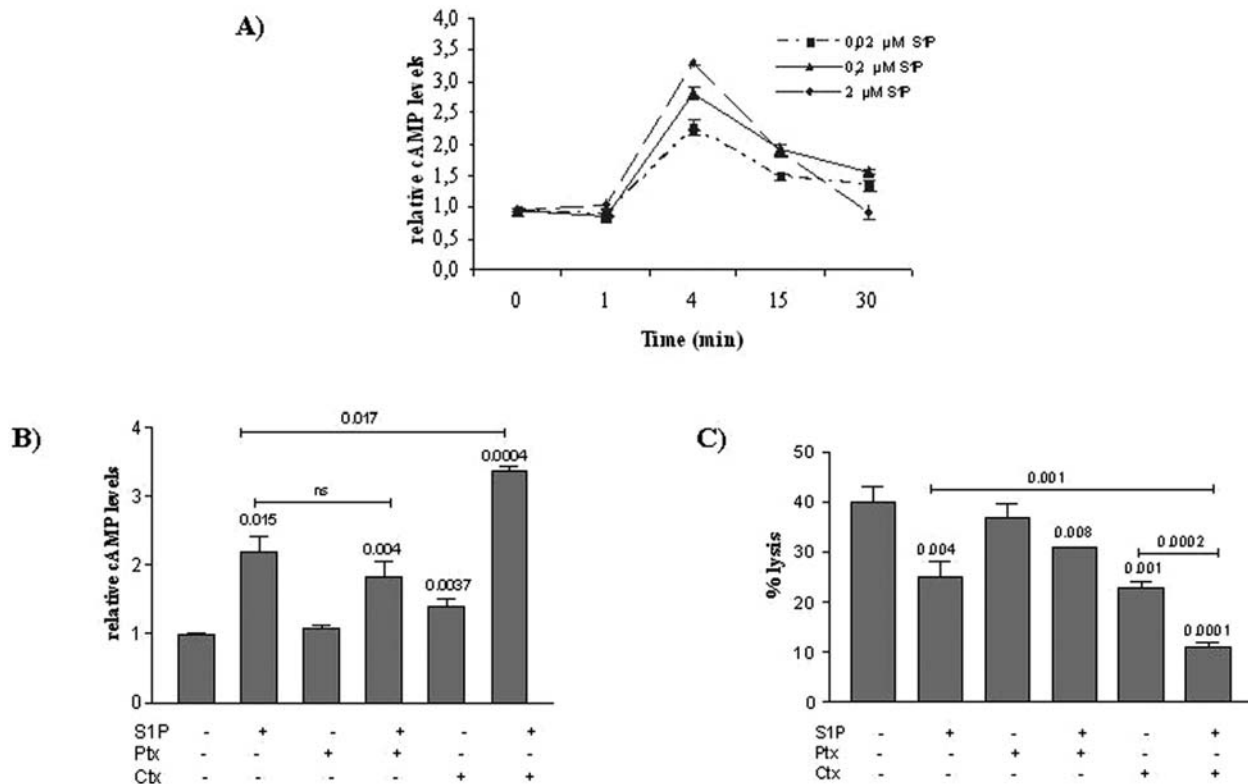 A)
relative cAMP levels
4,0
3,5
3,0
2,5
2,0
1,5
1,0
0,5
0,0
0 1 4 15 30
Time (min)
0,02 µM S1P
0,2 µM S1P
2 µM S1P
B)
relative cAMP levels
4
3
2
1
0
0.017
ns
0.015
0.004
0.0037
0.0004
S1P - + - + - +
Ptx - - + + - -
Ctx - - - - + +
C)
% lysis
50
40
30
20
10
0
0.001
0.004
0.008
0.0002
0.001
0.0001
S1P - + - + - +
Ptx - - + + - -
Ctx - - - - + +